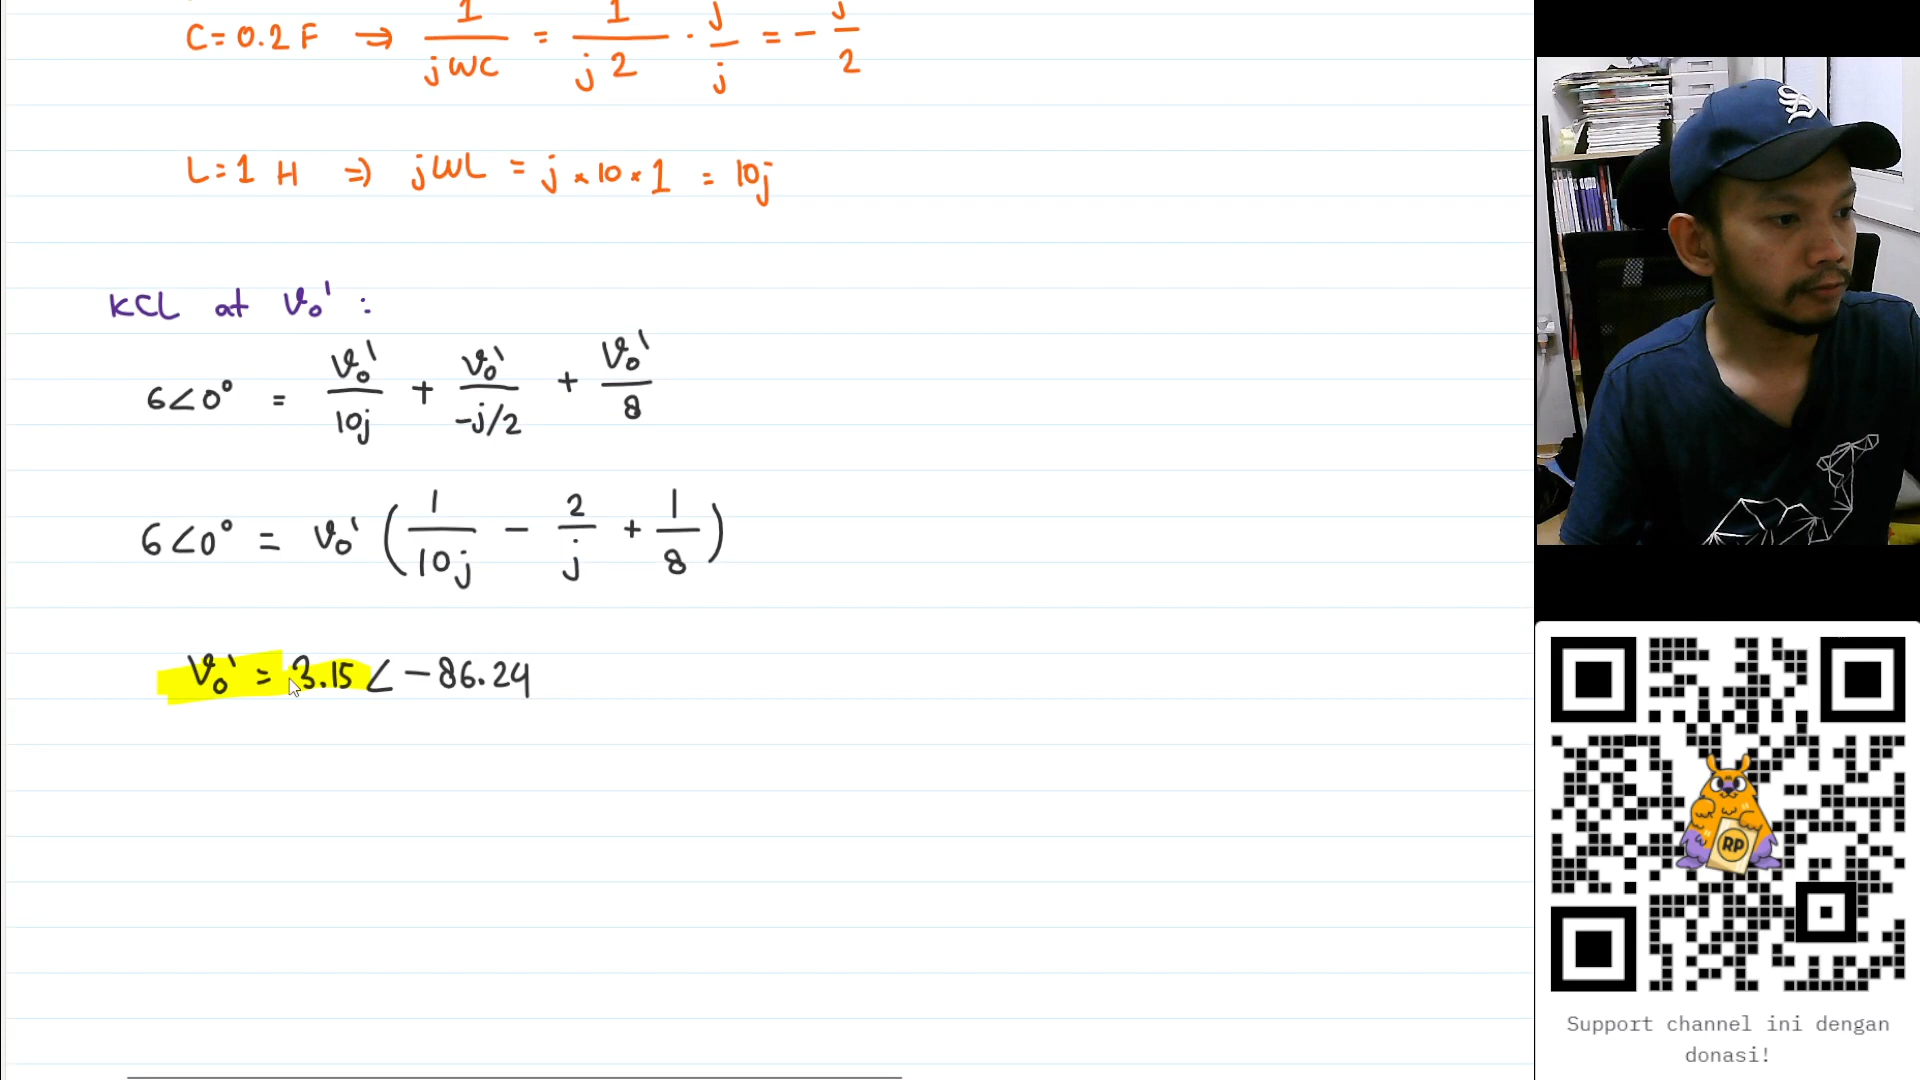 C = 0.2 F ⇒ 1/jWC = 1/j2 · j/j = - j/2
L = 1 H ⇒ jWL = j × 10 × 1 = 10j
KCL at v₀' :
6∠0° = v₀'/10j + v₀'/-j/2 + v₀'/8
6∠0° = v₀' (1/10j - 2/j + 1/8)
v₀' = 3.15 ∠ - 86.24
S
RP
Support channel ini dengan
donasi!